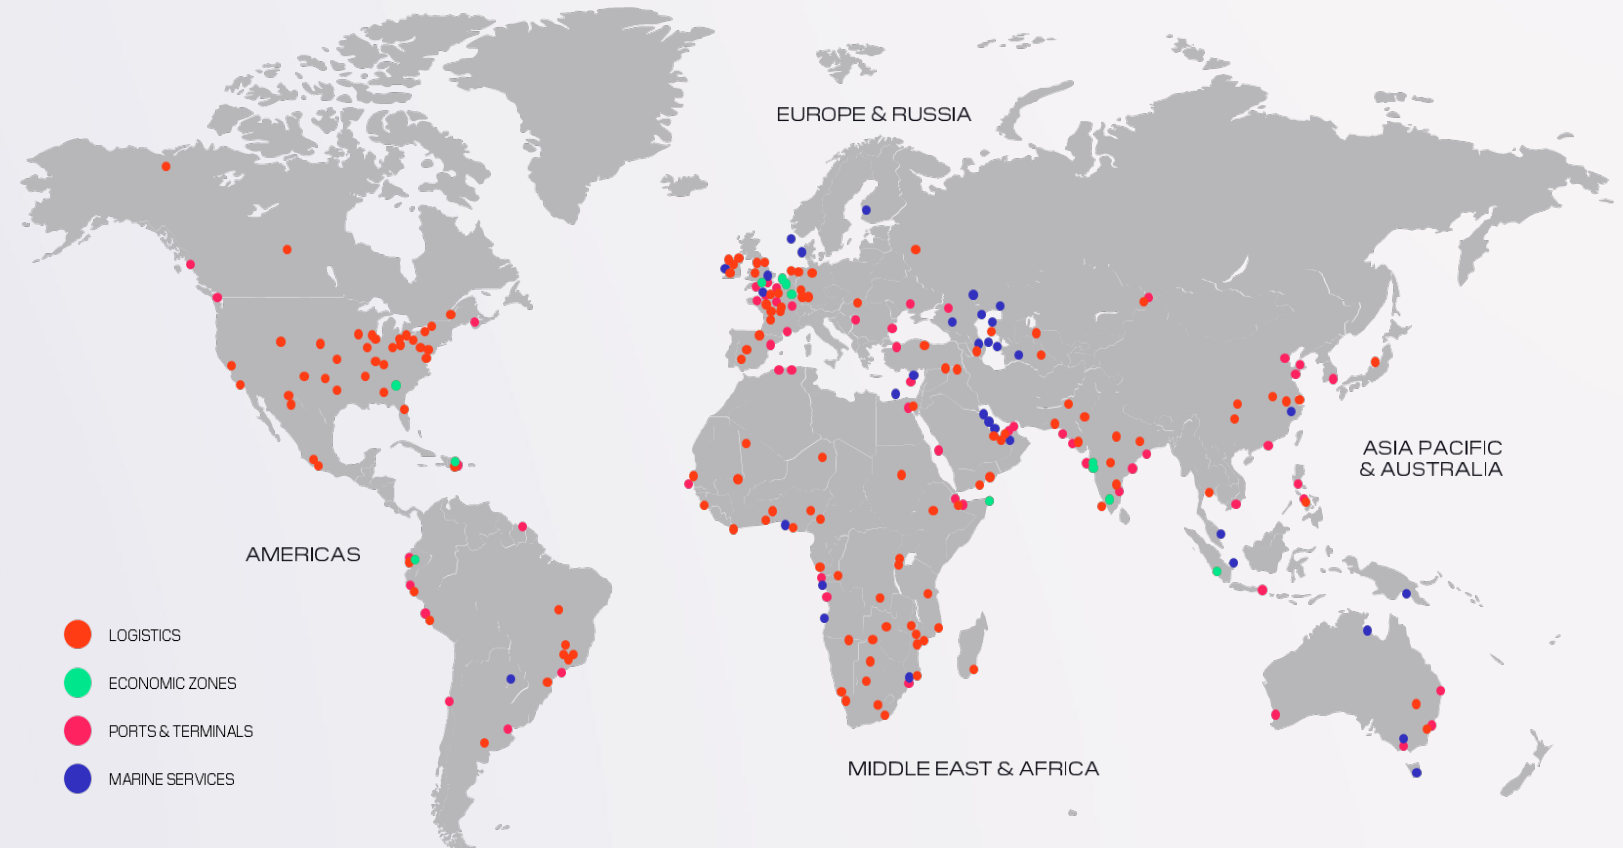 EUROPE & RUSSIA
ASIA PACIFIC
& AUSTRALIA
AMERICAS
LOGISTICS
ECONOMIC ZONES
PORTS & TERMINALS
MARINE SERVICES
MIDDLE EAST & AFRICA